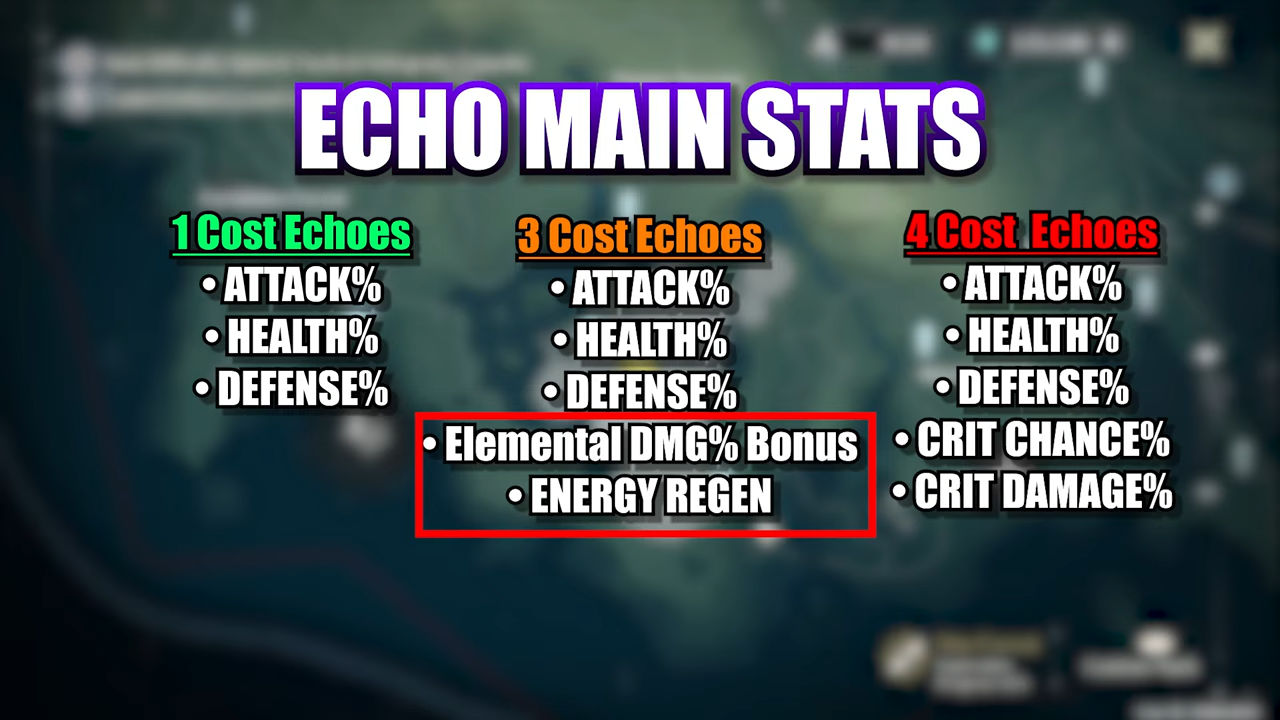 ECHO MAIN STATS
1 Cost Echoes
• ATTACK%
• HEALTH%
• DEFENSE%
3 Cost Echoes
• ATTACK%
• HEALTH%
• DEFENSE%
• Elemental DMG% Bonus
• ENERGY REGEN
4 Cost Echoes
• ATTACK%
• HEALTH%
• DEFENSE%
• CRIT CHANCE%
• CRIT DAMAGE%